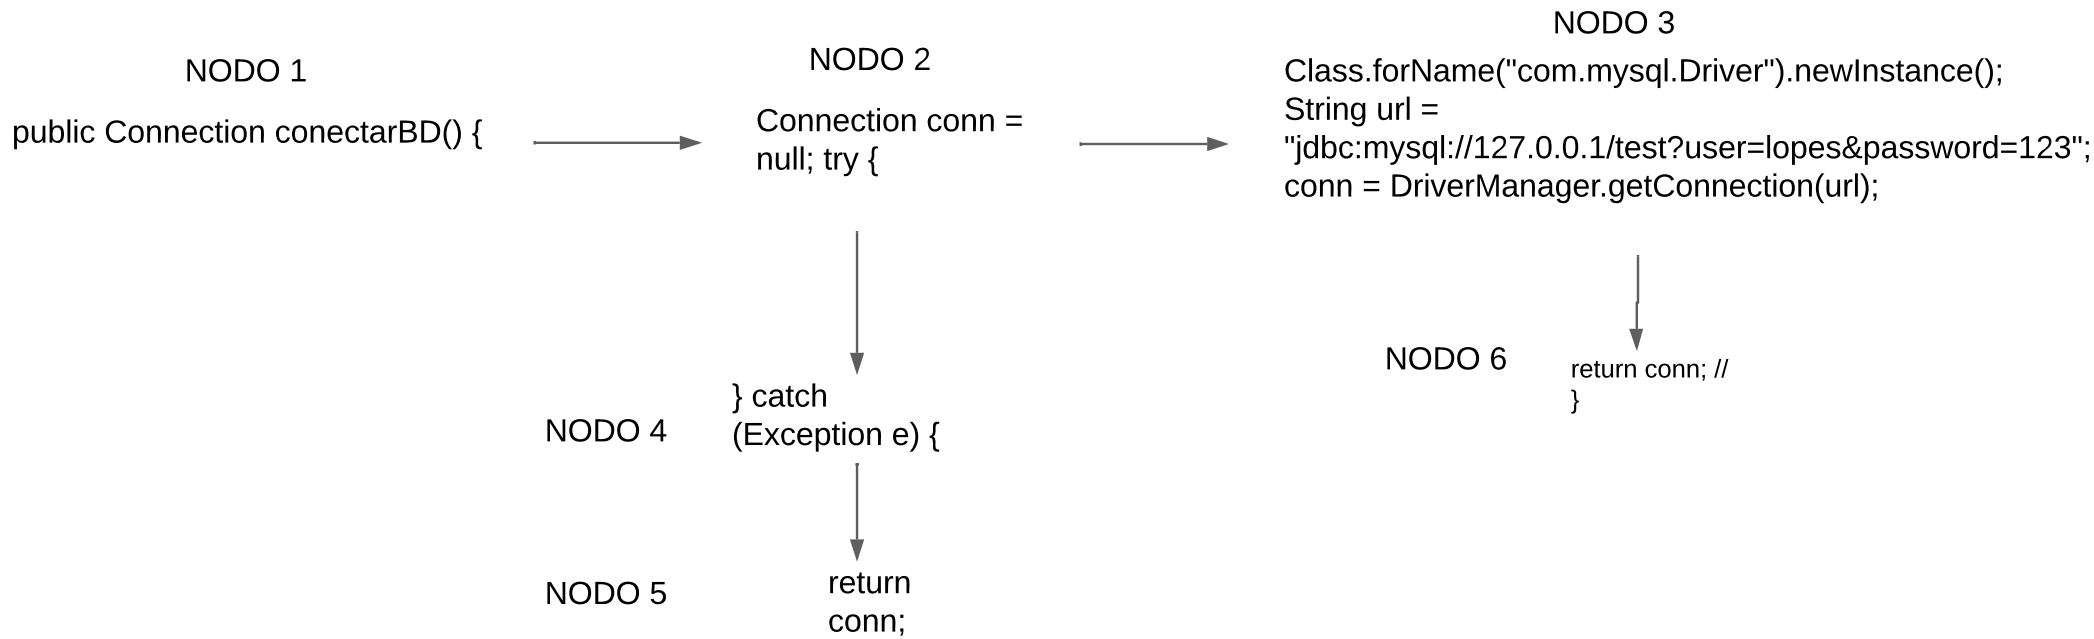 NODO 1
public Connection conectarBD() {
NODO 2
Connection conn =
null; try {
NODO 3
Class.forName("com.mysql.Driver").newInstance();
String url =
"jdbc:mysql://127.0.0.1/test?user=lopes&password=123";
conn = DriverManager.getConnection(url);
NODO 4
} catch
(Exception e) {
NODO 5
return
conn;
NODO 6
return conn; //
}